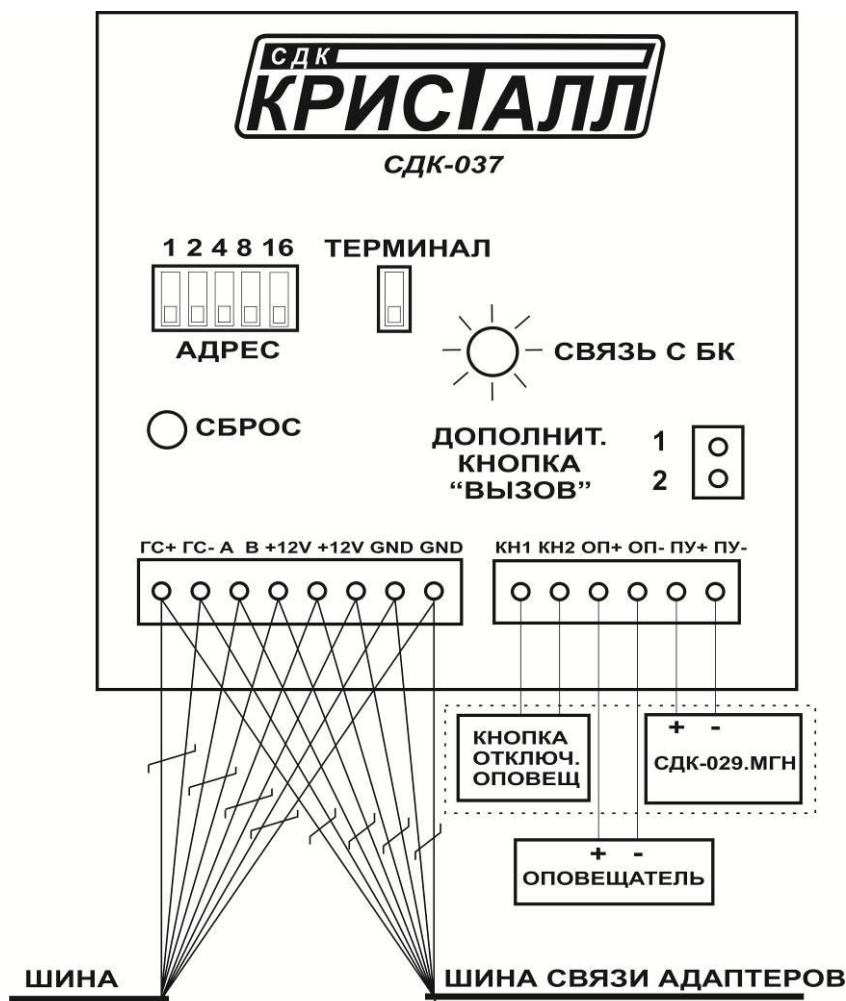 СДК
КРИСТАЛЛ
СДК-037
1 2 4 8 16
ТЕРМИНАЛ
АДРЕС
СВЯЗЬ С БК
СБРОС
ДОПОЛНИТ.
КНОПКА
“ВЫЗОВ”
1
2
ГС+ ГС- А В +12V +12V GND GND
КН1 КН2 ОП+ ОП- ПУ+ ПУ-
КНОПКА
ОТКЛЮЧ.
ОПОВЕЩ
+ -
СДК-029.МГН
+ -
ОПОВЕЩАТЕЛЬ
ШИНА
ШИНА СВЯЗИ АДАПТЕРОВ